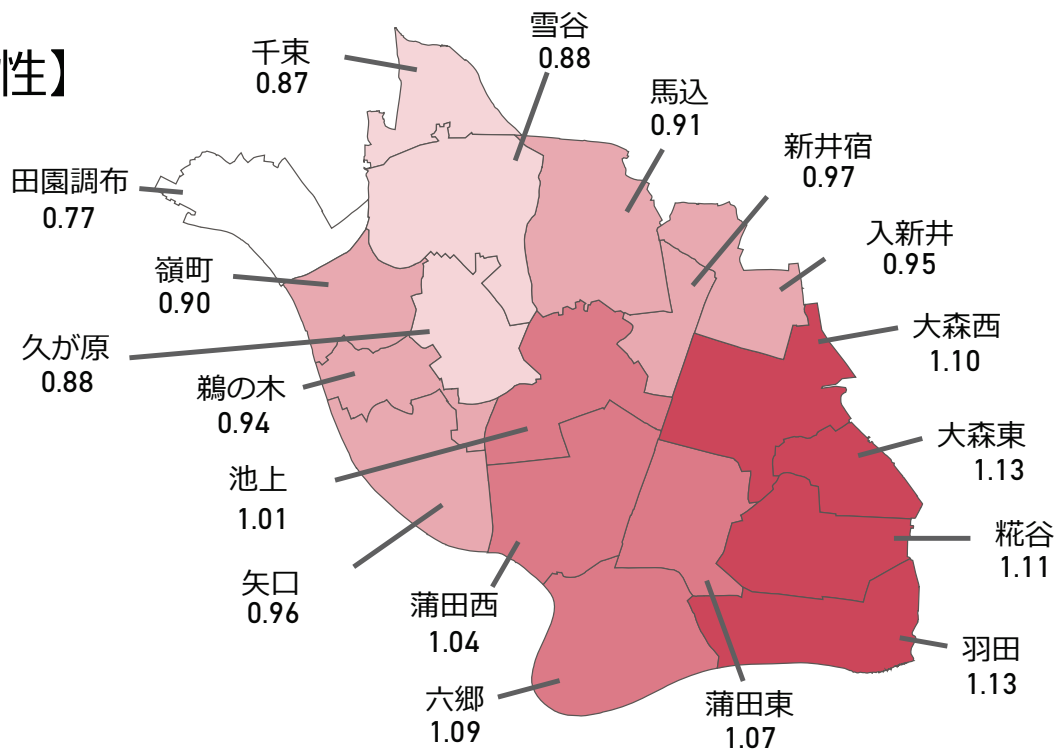 性】
千束
0.87
雪谷
0.88
馬込
0.91
新井宿
0.97
田園調布
0.77
入新井
0.95
嶺町
0.90
大森西
1.10
久が原
0.88
鵜の木
0.94
大森東
1.13
池上
1.01
糀谷
1.11
矢口
0.96
蒲田西
1.04
羽田
1.13
六郷
1.09
蒲田東
1.07